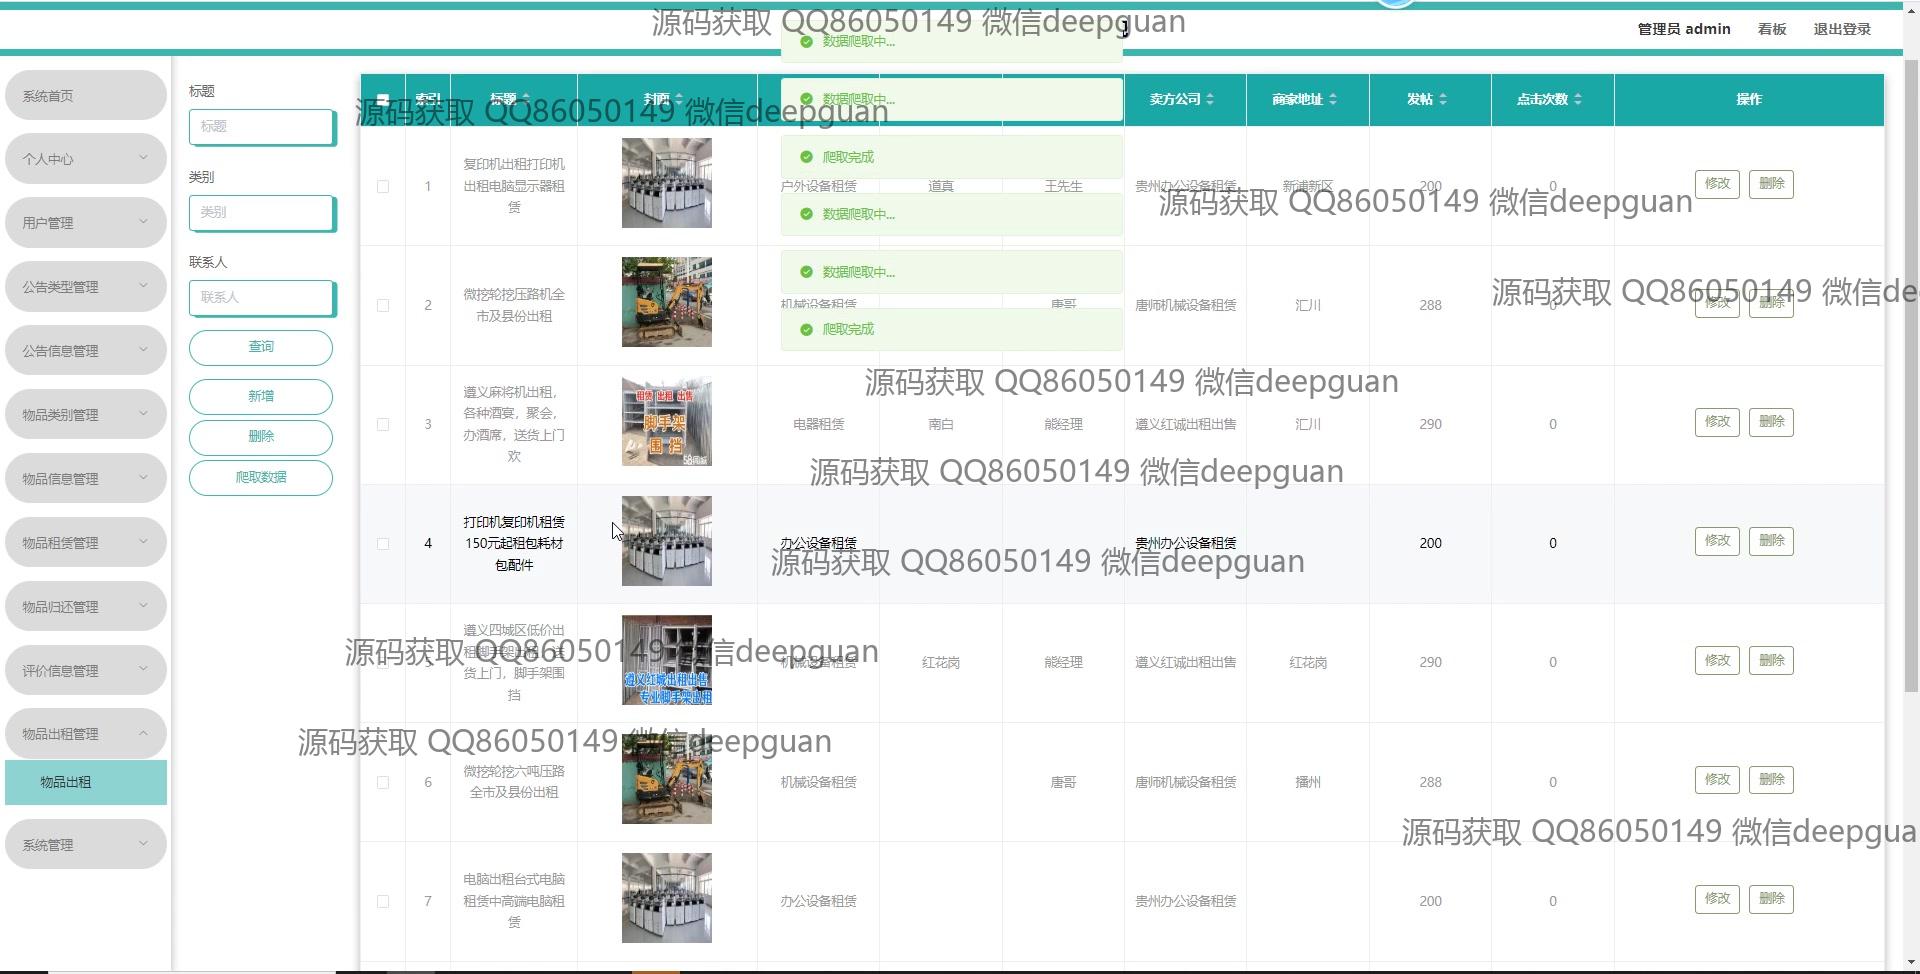 源码获取 QQ86050149 微信deepguan
管理员 admin
看板
退出登录
数据爬取中...
数据爬取中...
爬取完成
数据爬取中...
数据爬取中...
爬取完成
系统首页
个人中心
用户管理
公告类型管理
公告信息管理
物品类别管理
物品信息管理
物品租赁管理
物品归还管理
评价信息管理
物品出租管理
物品出租
系统管理
标题
标题
类别
类别
联系人
联系人
查询
新增
删除
爬取数据
索引 标题 封面 卖方公司 商家地址 发帖 点击次数 操作
源码获取 QQ86050149 微信deepguan
1
复印机出租打印机
出租电脑显示器租
赁
户外设备租赁 道真 王先生 贵州办公设备租赁 新浦新区 200 0 修改 删除
源码获取 QQ86050149 微信deepguan
2
微挖轮挖压路机全
市及县份出租
机械设备租赁 唐哥 唐师机械设备租赁 汇川 288 0 修改 删除
源码获取 QQ86050149 微信de
3
遵义麻将机出租，
各种酒宴，聚会，
办酒席，送货上门
欢
租赁 出租 出售
脚手架
围挡
电器租赁 南白 能经理 遵义红诚出租出售 汇川 290 0 修改 删除
源码获取 QQ86050149 微信deepguan
源码获取 QQ86050149 微信deepguan
4
打印机复印机租赁
150元起租包耗材
包配件
办公设备租赁 贵州办公设备租赁 200 0 修改 删除
源码获取 QQ86050149 微信deepguan
5
遵义四城区低价出
租脚手架出租，送
货上门，脚手架围
挡
遵义红城出租出售
专业脚手架出租
机械设备租赁 红花岗 能经理 遵义红诚出租出售 红花岗 290 0 修改 删除
源码获取 QQ86050149 微信deepguan
源码获取 QQ86050149 微信deepguan
6
微挖轮挖六吨压路
全市及县份出租
机械设备租赁 唐哥 唐师机械设备租赁 播州 288 0 修改 删除
源码获取 QQ86050149 微信deepgua
7
电脑出租台式电脑
租赁中高端电脑租
赁
办公设备租赁 贵州办公设备租赁 200 0 修改 删除